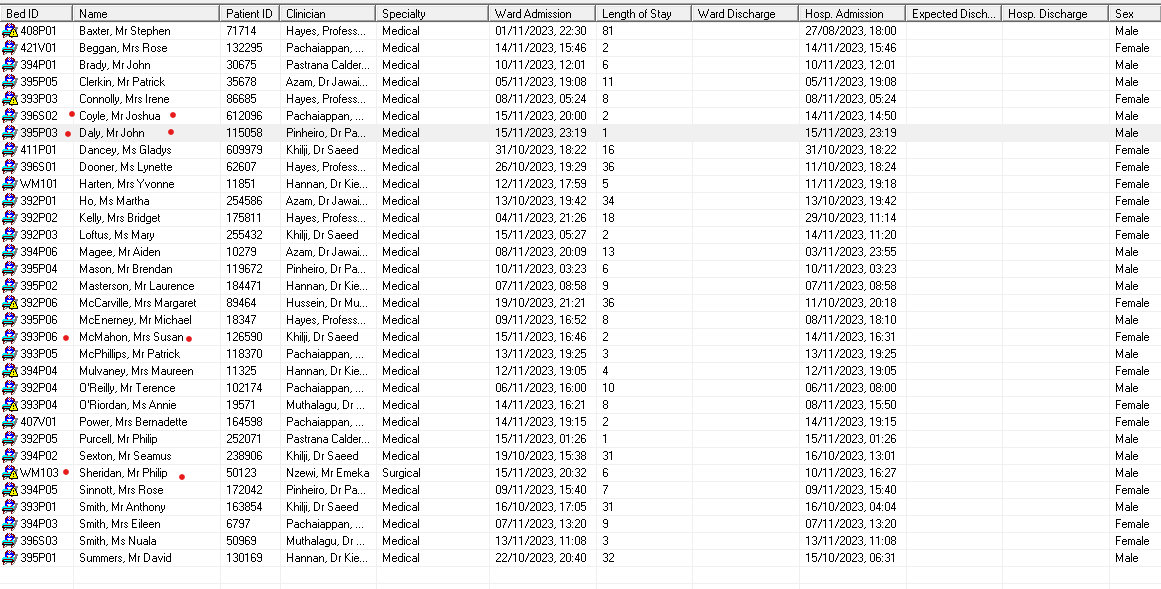 Bed ID Name Patient ID Clinician Specialty Ward Admission Length of Stay Ward Discharge Hosp. Admission Expected Disch... Hosp. Discharge Sex
408P01 Baxter, Mr Stephen 71714 Hayes, Profess... Medical 01/11/2023, 22:30 81 27/08/2023, 18:00 Male
421V01 Beggan, Mrs Rose 132295 Pachaiappan, ... Medical 14/11/2023, 15:46 2 14/11/2023, 15:46 Female
394P01 Brady, Mr John 30675 Pastrana Calder... Medical 10/11/2023, 12:01 6 10/11/2023, 12:01 Male
395P05 Clerkin, Mr Patrick 35678 Azam, Dr Jawai... Medical 05/11/2023, 19:08 11 05/11/2023, 19:08 Male
393P03 Connolly, Mrs Irene 86685 Hayes, Profess... Medical 08/11/2023, 05:24 8 08/11/2023, 05:24 Female
396S02 Coyle, Mr Joshua 612096 Pachaiappan, ... Medical 15/11/2023, 20:00 2 14/11/2023, 14:50 Male
395P03 Daly, Mr John 115058 Pinheiro, Dr Pa... Medical 15/11/2023, 23:19 1 15/11/2023, 23:19 Male
411P01 Dancey, Ms Gladys 609979 Khilji, Dr Saeed Medical 31/10/2023, 18:22 16 31/10/2023, 18:22 Female
396S01 Dooner, Ms Lynette 62607 Hayes, Profess... Medical 26/10/2023, 19:29 36 11/10/2023, 18:24 Female
WM101 Harten, Mrs Yvonne 11851 Hannan, Dr Kie... Medical 12/11/2023, 17:59 5 11/11/2023, 19:18 Female
392P01 Ho, Ms Martha 254586 Azam, Dr Jawai... Medical 13/10/2023, 19:42 34 13/10/2023, 19:42 Female
392P02 Kelly, Mrs Bridget 175811 Hayes, Profess... Medical 04/11/2023, 21:26 18 29/10/2023, 11:14 Female
392P03 Loftus, Ms Mary 255432 Khilji, Dr Saeed Medical 15/11/2023, 05:27 2 14/11/2023, 11:20 Female
394P06 Magee, Mr Aiden 10279 Azam, Dr Jawai... Medical 08/11/2023, 20:09 13 03/11/2023, 23:55 Male
395P04 Mason, Mr Brendan 119672 Pinheiro, Dr Pa... Medical 10/11/2023, 03:23 6 10/11/2023, 03:23 Male
395P02 Masterson, Mr Laurence 184471 Hannan, Dr Kie... Medical 07/11/2023, 08:58 9 07/11/2023, 08:58 Male
392P06 McCarville, Mrs Margaret 89464 Hussein, Dr Mu... Medical 19/10/2023, 21:21 36 11/10/2023, 20:18 Female
395P06 McEnerney, Mr Michael 18347 Hayes, Profess... Medical 09/11/2023, 16:52 8 08/11/2023, 18:10 Male
393P06 McMahon, Mrs Susan 126590 Khilji, Dr Saeed Medical 15/11/2023, 16:46 2 14/11/2023, 16:31 Female
393P05 McPhillips, Mr Patrick 118370 Pachaiappan, ... Medical 13/11/2023, 19:25 3 13/11/2023, 19:25 Male
394P04 Mulvaney, Mrs Maureen 11325 Hannan, Dr Kie... Medical 12/11/2023, 19:05 4 12/11/2023, 19:05 Female
392P04 O'Reilly, Mr Terence 102174 Pachaiappan, ... Medical 06/11/2023, 16:00 10 06/11/2023, 08:00 Male
393P04 O'Riordan, Ms Annie 19571 Muthalagu, Dr ... Medical 14/11/2023, 16:21 8 08/11/2023, 15:50 Female
407V01 Power, Mrs Bernadette 164598 Pachaiappan, ... Medical 14/11/2023, 19:15 2 14/11/2023, 19:15 Female
392P05 Purcell, Mr Philip 252071 Pastrana Calder... Medical 15/11/2023, 01:26 1 15/11/2023, 01:26 Male
394P02 Sexton, Mr Seamus 238906 Khilji, Dr Saeed Medical 19/10/2023, 15:38 31 16/10/2023, 13:01 Male
WM103 Sheridan, Mr Philip 50123 Nzewi, Mr Emeka Surgical 15/11/2023, 20:32 6 10/11/2023, 16:27 Male
394P05 Sinnott, Mrs Rose 172042 Pinheiro, Dr Pa... Medical 09/11/2023, 15:40 7 09/11/2023, 15:40 Female
393P01 Smith, Mr Anthony 163854 Khilji, Dr Saeed Medical 16/10/2023, 17:05 31 16/10/2023, 04:04 Male
394P03 Smith, Mrs Eileen 6797 Pachaiappan, ... Medical 07/11/2023, 13:20 9 07/11/2023, 13:20 Female
396S03 Smith, Ms Nuala 50969 Muthalagu, Dr ... Medical 13/11/2023, 11:08 3 13/11/2023, 11:08 Female
395P01 Summers, Mr David 130169 Hannan, Dr Kie... Medical 22/10/2023, 20:40 32 15/10/2023, 06:31 Male